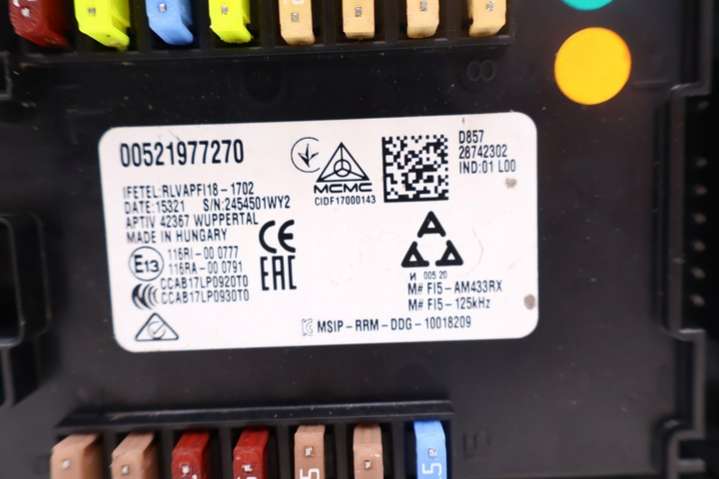 00521977270
IFETEL:RLVAPFI18-1702
DATE:15321 S/N:2454501WY2
APTIV 42367 WUPPERTAL
MADE IN HUNGARY
E13
116RI-00 0777
116RA-00 0791
CCAB17LP0920T0
CCAB17LP0930T0
CE
EAC
MCMC
CIDF17000143
D857
28742302
IND:01 L00
И 005 20
M# FI5-AM433RX
M# FI5-125kHz
MSIP-RRM-DDG-10018209